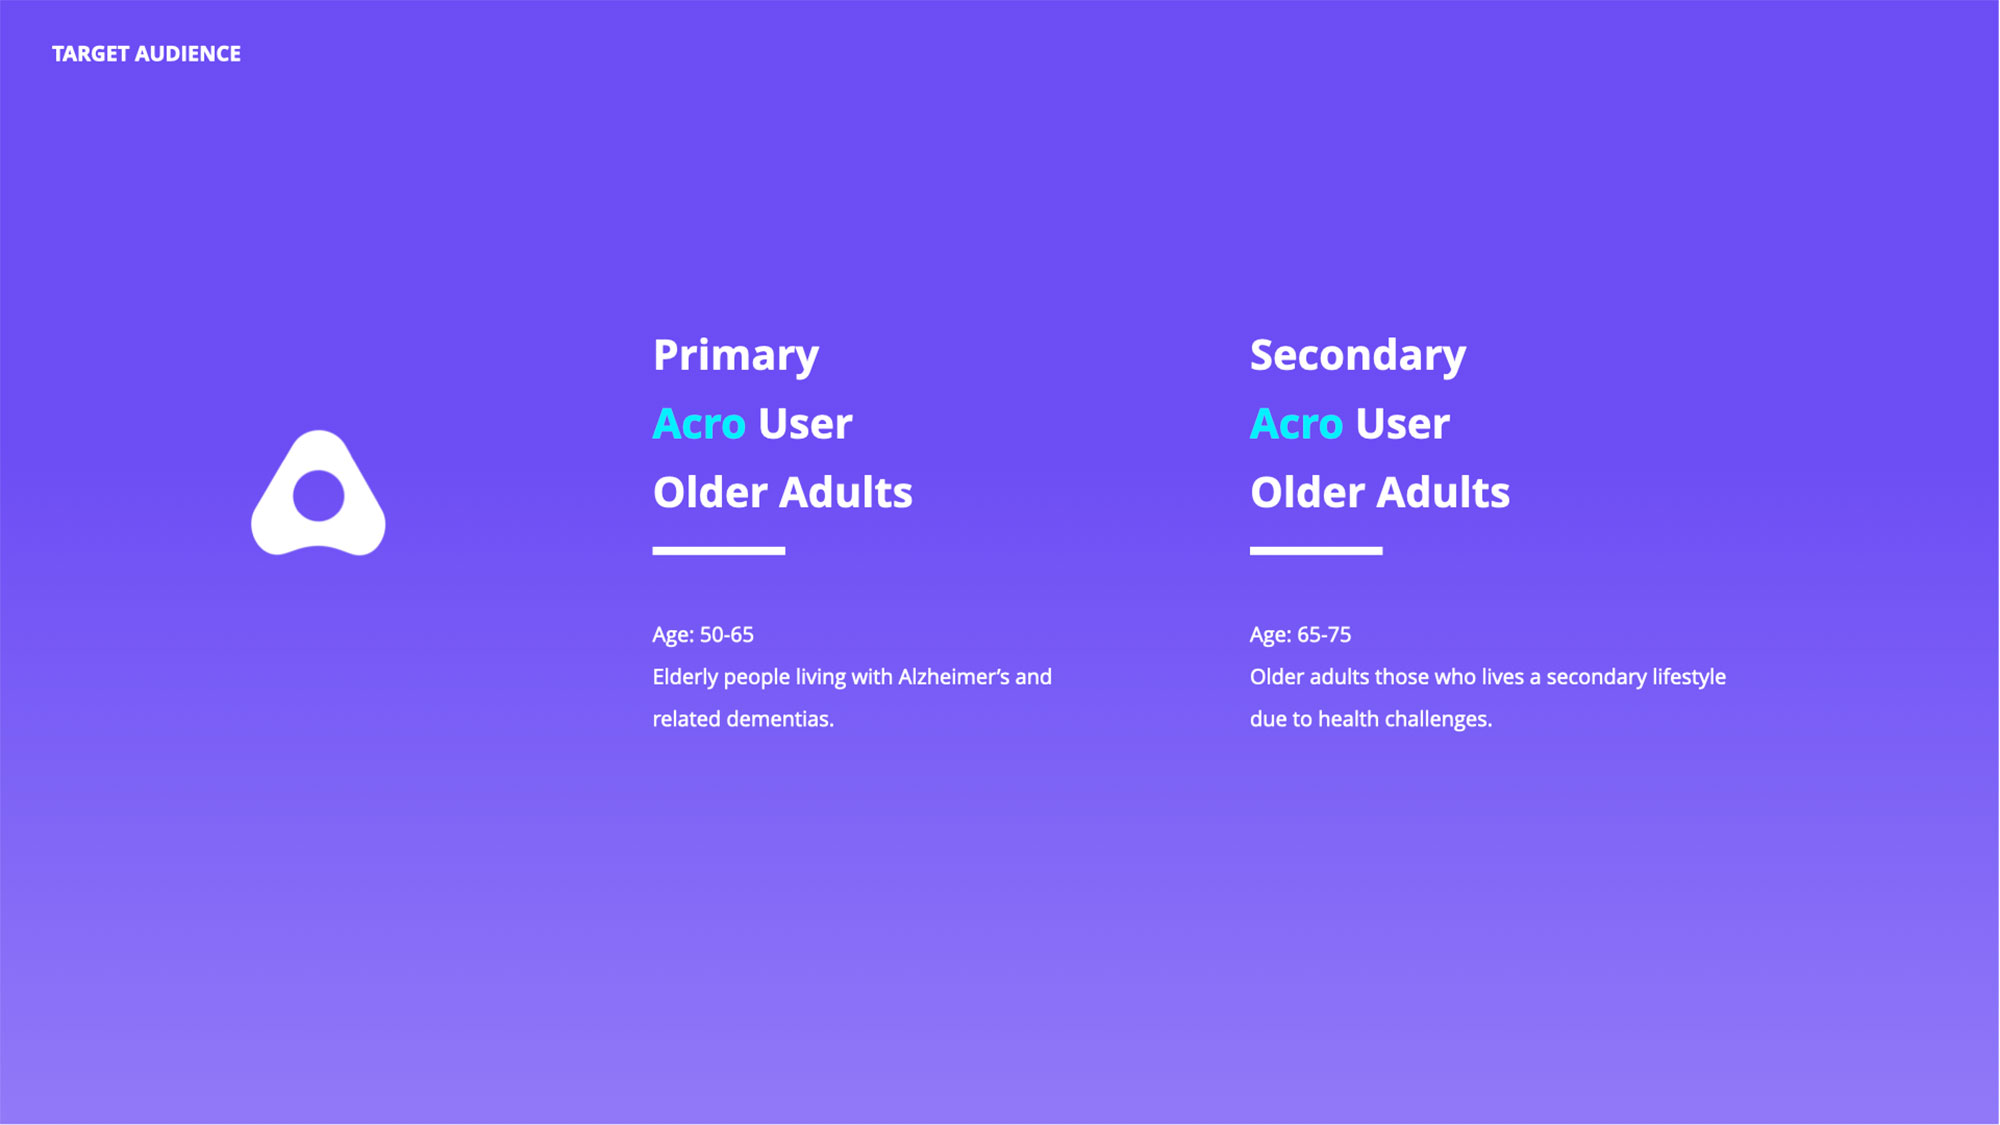 TARGET AUDIENCE
Primary
Acro User
Older Adults
Age: 50-65
Elderly people living with Alzheimer’s and
related dementias.
Secondary
Acro User
Older Adults
Age: 65-75
Older adults those who lives a secondary lifestyle
due to health challenges.